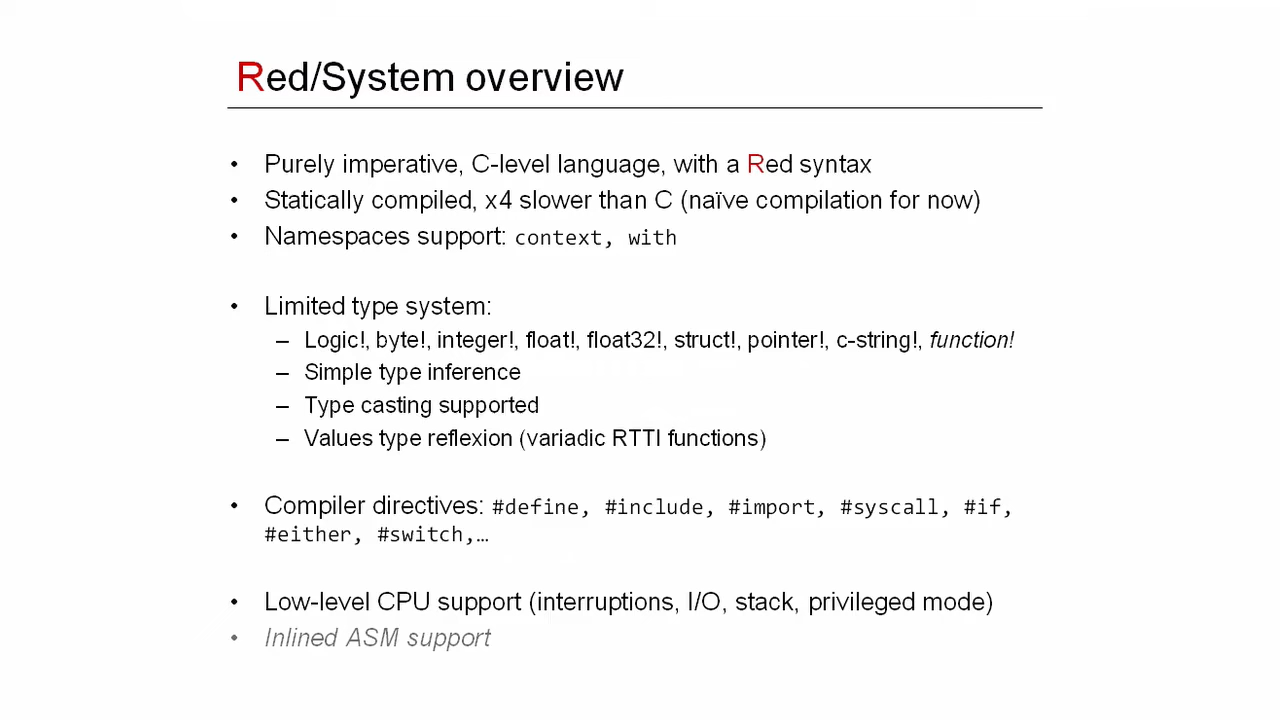 Red/System overview
• Purely imperative, C-level language, with a Red syntax
• Statically compiled, x4 slower than C (naïve compilation for now)
• Namespaces support: context, with
• Limited type system:
– Logic!, byte!, integer!, float!, float32!, struct!, pointer!, c-string!, function!
– Simple type inference
– Type casting supported
– Values type reflexion (variadic RTTI functions)
• Compiler directives: #define, #include, #import, #syscall, #if,
#either, #switch,…
• Low-level CPU support (interruptions, I/O, stack, privileged mode)
• Inlined ASM support